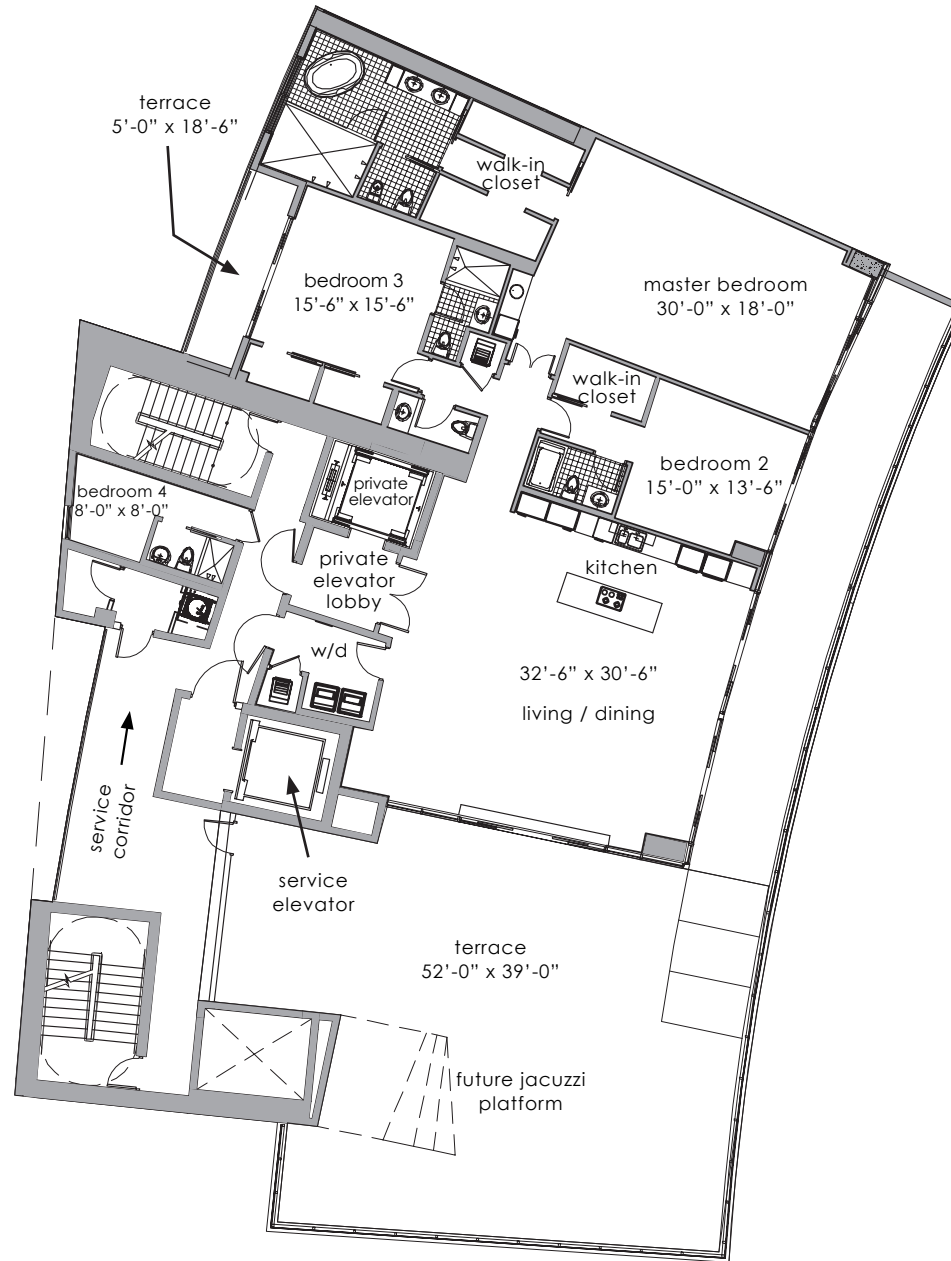 terrace
5’-0” x 18’-6”
walk-in
closet
bedroom 3
15’-6” x 15’-6”
master bedroom
30’-0” x 18’-0”
walk-in
closet
bedroom 2
15’-0” x 13’-6”
private
elevator
bedroom 4
8’-0” x 8’-0”
private
elevator
lobby
kitchen
w/d
32’-6” x 30’-6”
living / dining
service
corridor
service
elevator
terrace
52’-0” x 39’-0”
future jacuzzi
platform